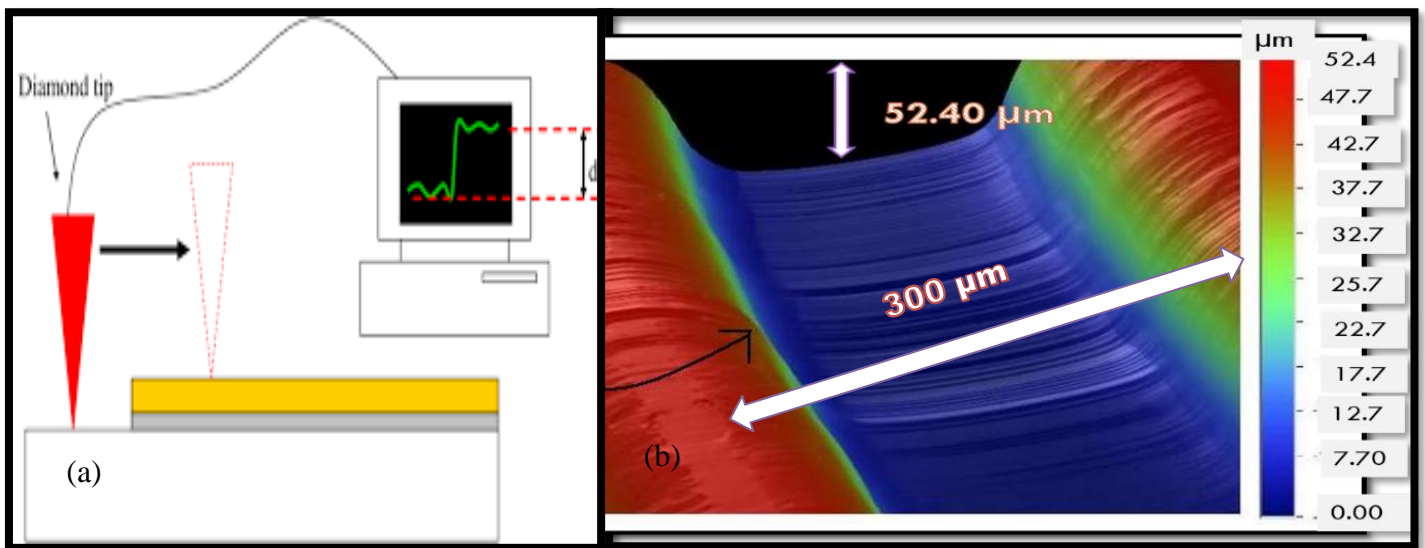 Diamond tip
d
(a)
52.40 μm
300 μm
(b)
μm
52.4
47.7
42.7
37.7
32.7
25.7
22.7
17.7
12.7
7.70
0.00